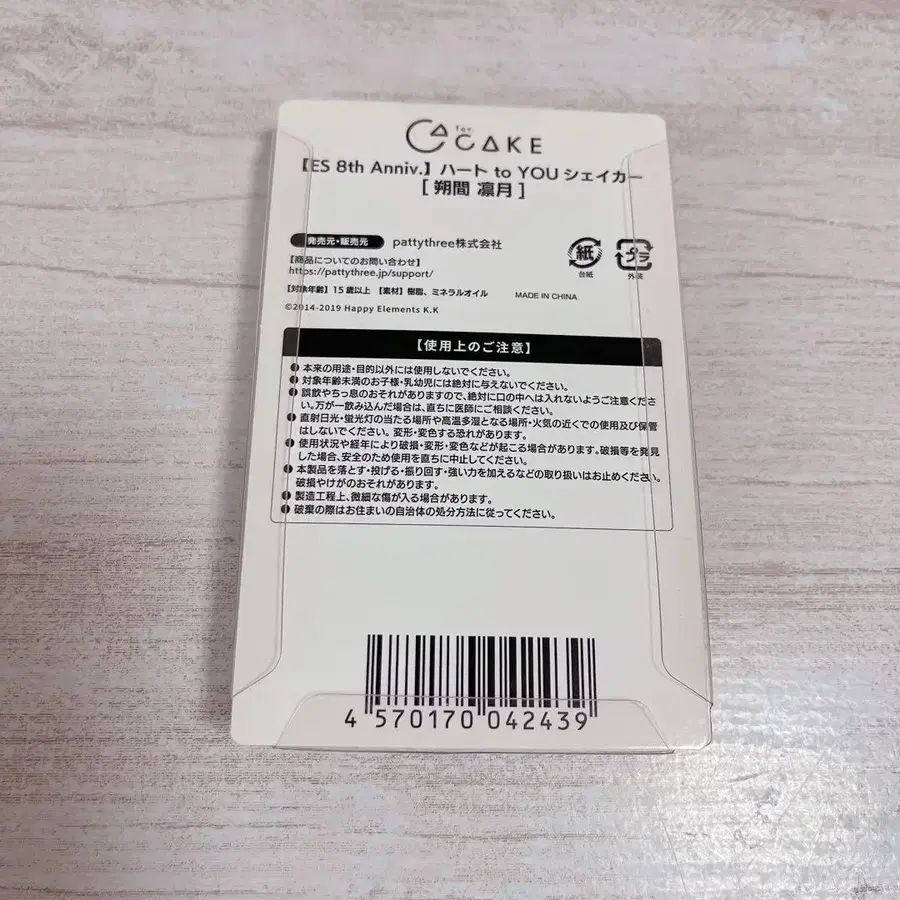 for
CAKE
【ES 8th Anniv.】ハート to YOU シェイカー
[ 朔間 凛月 ]
発売元・販売元 pattythree株式会社
【商品についてのお問い合わせ】
https://pattythree.jp/support/
【対象年齢】15歳以上 【素材】樹脂、ミネラルオイル MADE IN CHINA
©2014-2019 Happy Elements K.K
紙
台紙
プラ
外装
【使用上のご注意】
● 本来の用途・目的以外には使用しないでください。
● 対象年齢未満のお子様・乳幼児には絶対に与えないでください。
● 誤飲やちっ息のおそれがありますので、絶対に口の中へは入れないようご注意くださ
い。万が一飲み込んだ場合は、直ちに医師にご相談ください。
● 直射日光・蛍光灯の当たる場所や高温多湿となる場所・火気の近くでの使用及び保管
はしないでください。 変形・変色する恐れがあります。
● 使用状況や経年により破損・変形・変色などが起こる場合があります。破損等を発見
した場合、安全のため使用を直ちに中止してください。
● 本製品を落とす・投げる・振り回す・強い力を加えるなどの取り扱いはお止めください。
破損やけがのおそれがあります。
● 製造工程上、微細な傷が入る場合があります。
● 破棄の際はお住まいの自治体の処分方法に従ってください。
4 570170 042439